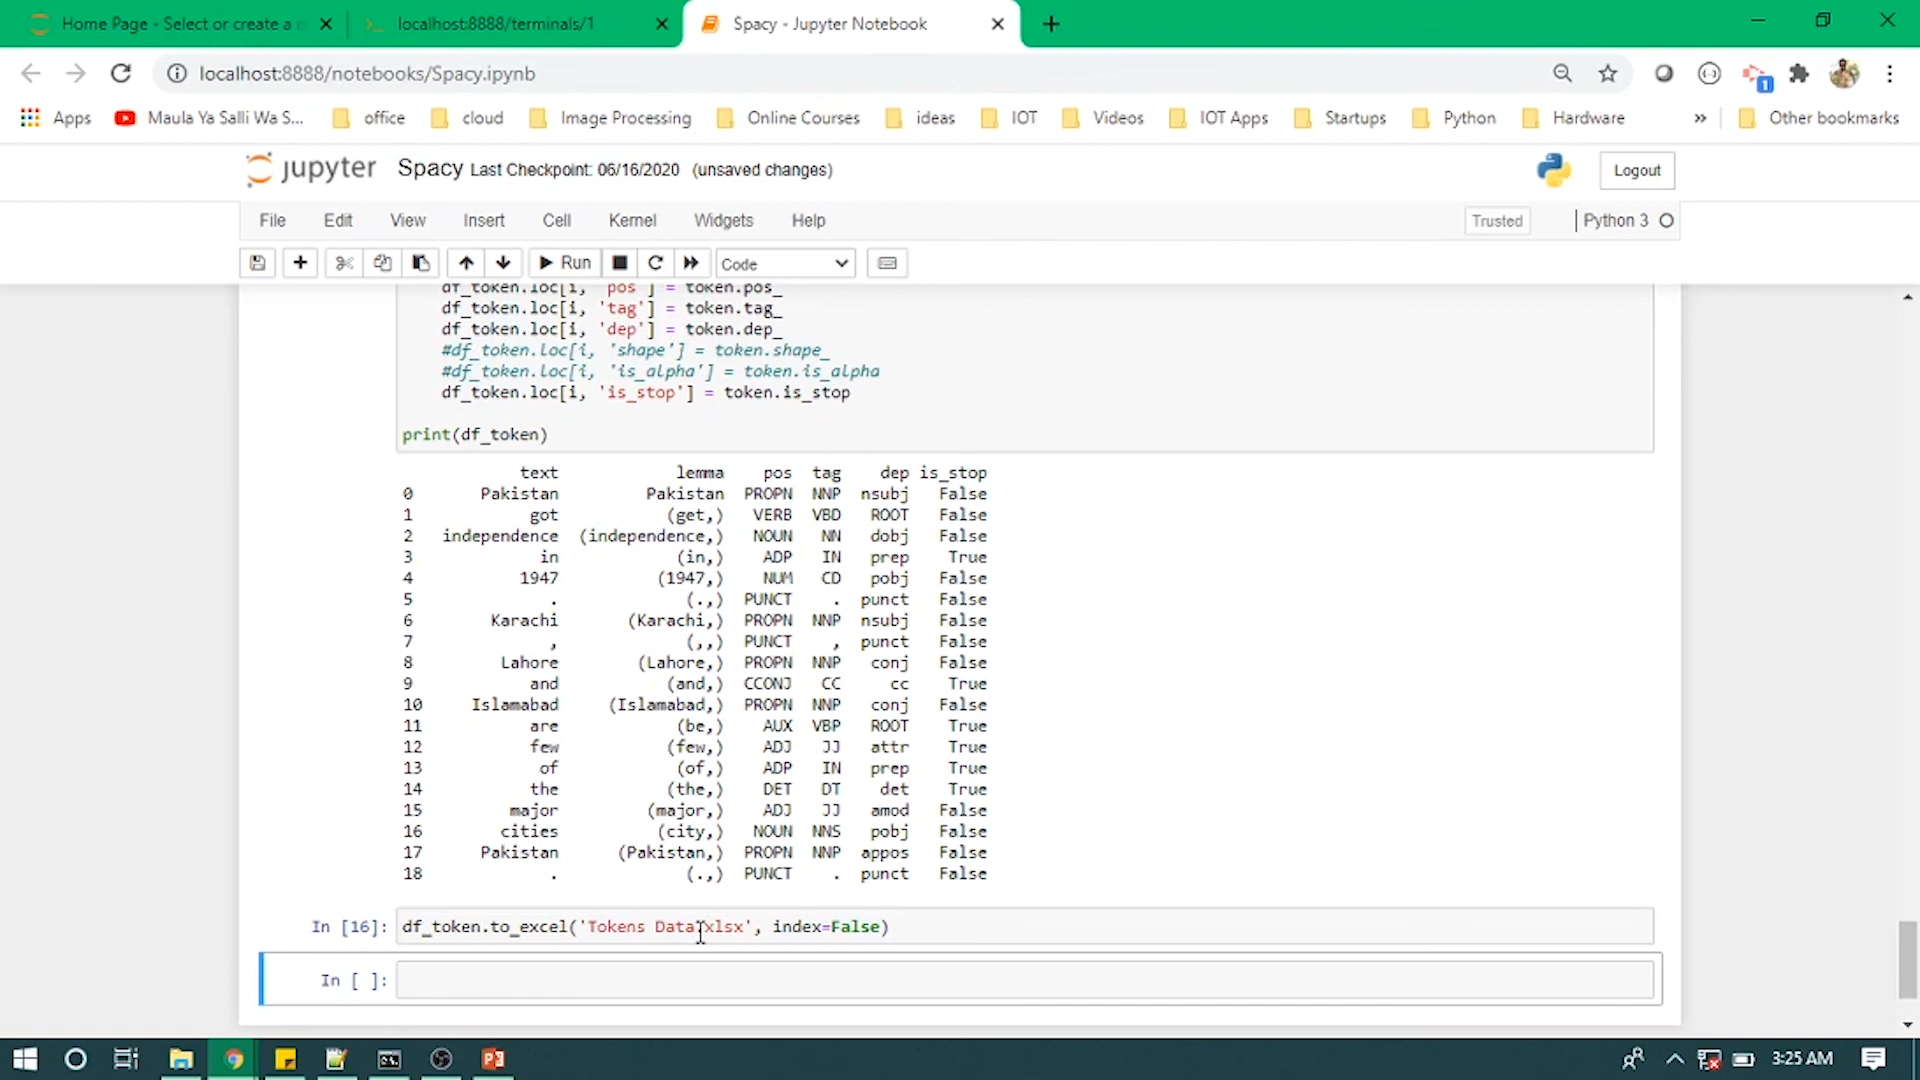 Home Page - Select or create a n
localhost:8888/terminals/1
Spacy - Jupyter Notebook
localhost:8888/notebooks/Spacy.ipynb
1
Apps
Maula Ya Salli Wa S...
office
cloud
Image Processing
Online Courses
ideas
IOT
Videos
IOT Apps
Startups
Python
Hardware
»
Other bookmarks
jupyter Spacy Last Checkpoint: 06/16/2020 (unsaved changes)
Logout
File Edit View Insert Cell Kernel Widgets Help
Trusted
Python 3
Run
Code
df_token.loc[i, 'pos'] = token.pos_
df_token.loc[i, 'tag'] = token.tag_
df_token.loc[i, 'dep'] = token.dep_
#df_token.loc[i, 'shape'] = token.shape_
#df_token.loc[i, 'is_alpha'] = token.is_alpha
df_token.loc[i, 'is_stop'] = token.is_stop
print(df_token)
text lemma pos tag dep is_stop
0 Pakistan Pakistan PROPN NNP nsubj False
1 got (get,) VERB VBD ROOT False
2 independence (independence,) NOUN NN dobj False
3 in (in,) ADP IN prep True
4 1947 (1947,) NUM CD pobj False
5 . (.,) PUNCT . punct False
6 Karachi (Karachi,) PROPN NNP nsubj False
7 , (,,) PUNCT , punct False
8 Lahore (Lahore,) PROPN NNP conj False
9 and (and,) CCONJ CC cc True
10 Islamabad (Islamabad,) PROPN NNP conj False
11 are (be,) AUX VBP ROOT True
12 few (few,) ADJ JJ attr True
13 of (of,) ADP IN prep True
14 the (the,) DET DT det True
15 major (major,) ADJ JJ amod False
16 cities (city,) NOUN NNS pobj False
17 Pakistan (Pakistan,) PROPN NNP appos False
18 . (.,) PUNCT . punct False
In [16]: df_token.to_excel('Tokens Data.xlsx', index=False)
In [ ]:
3:25 AM